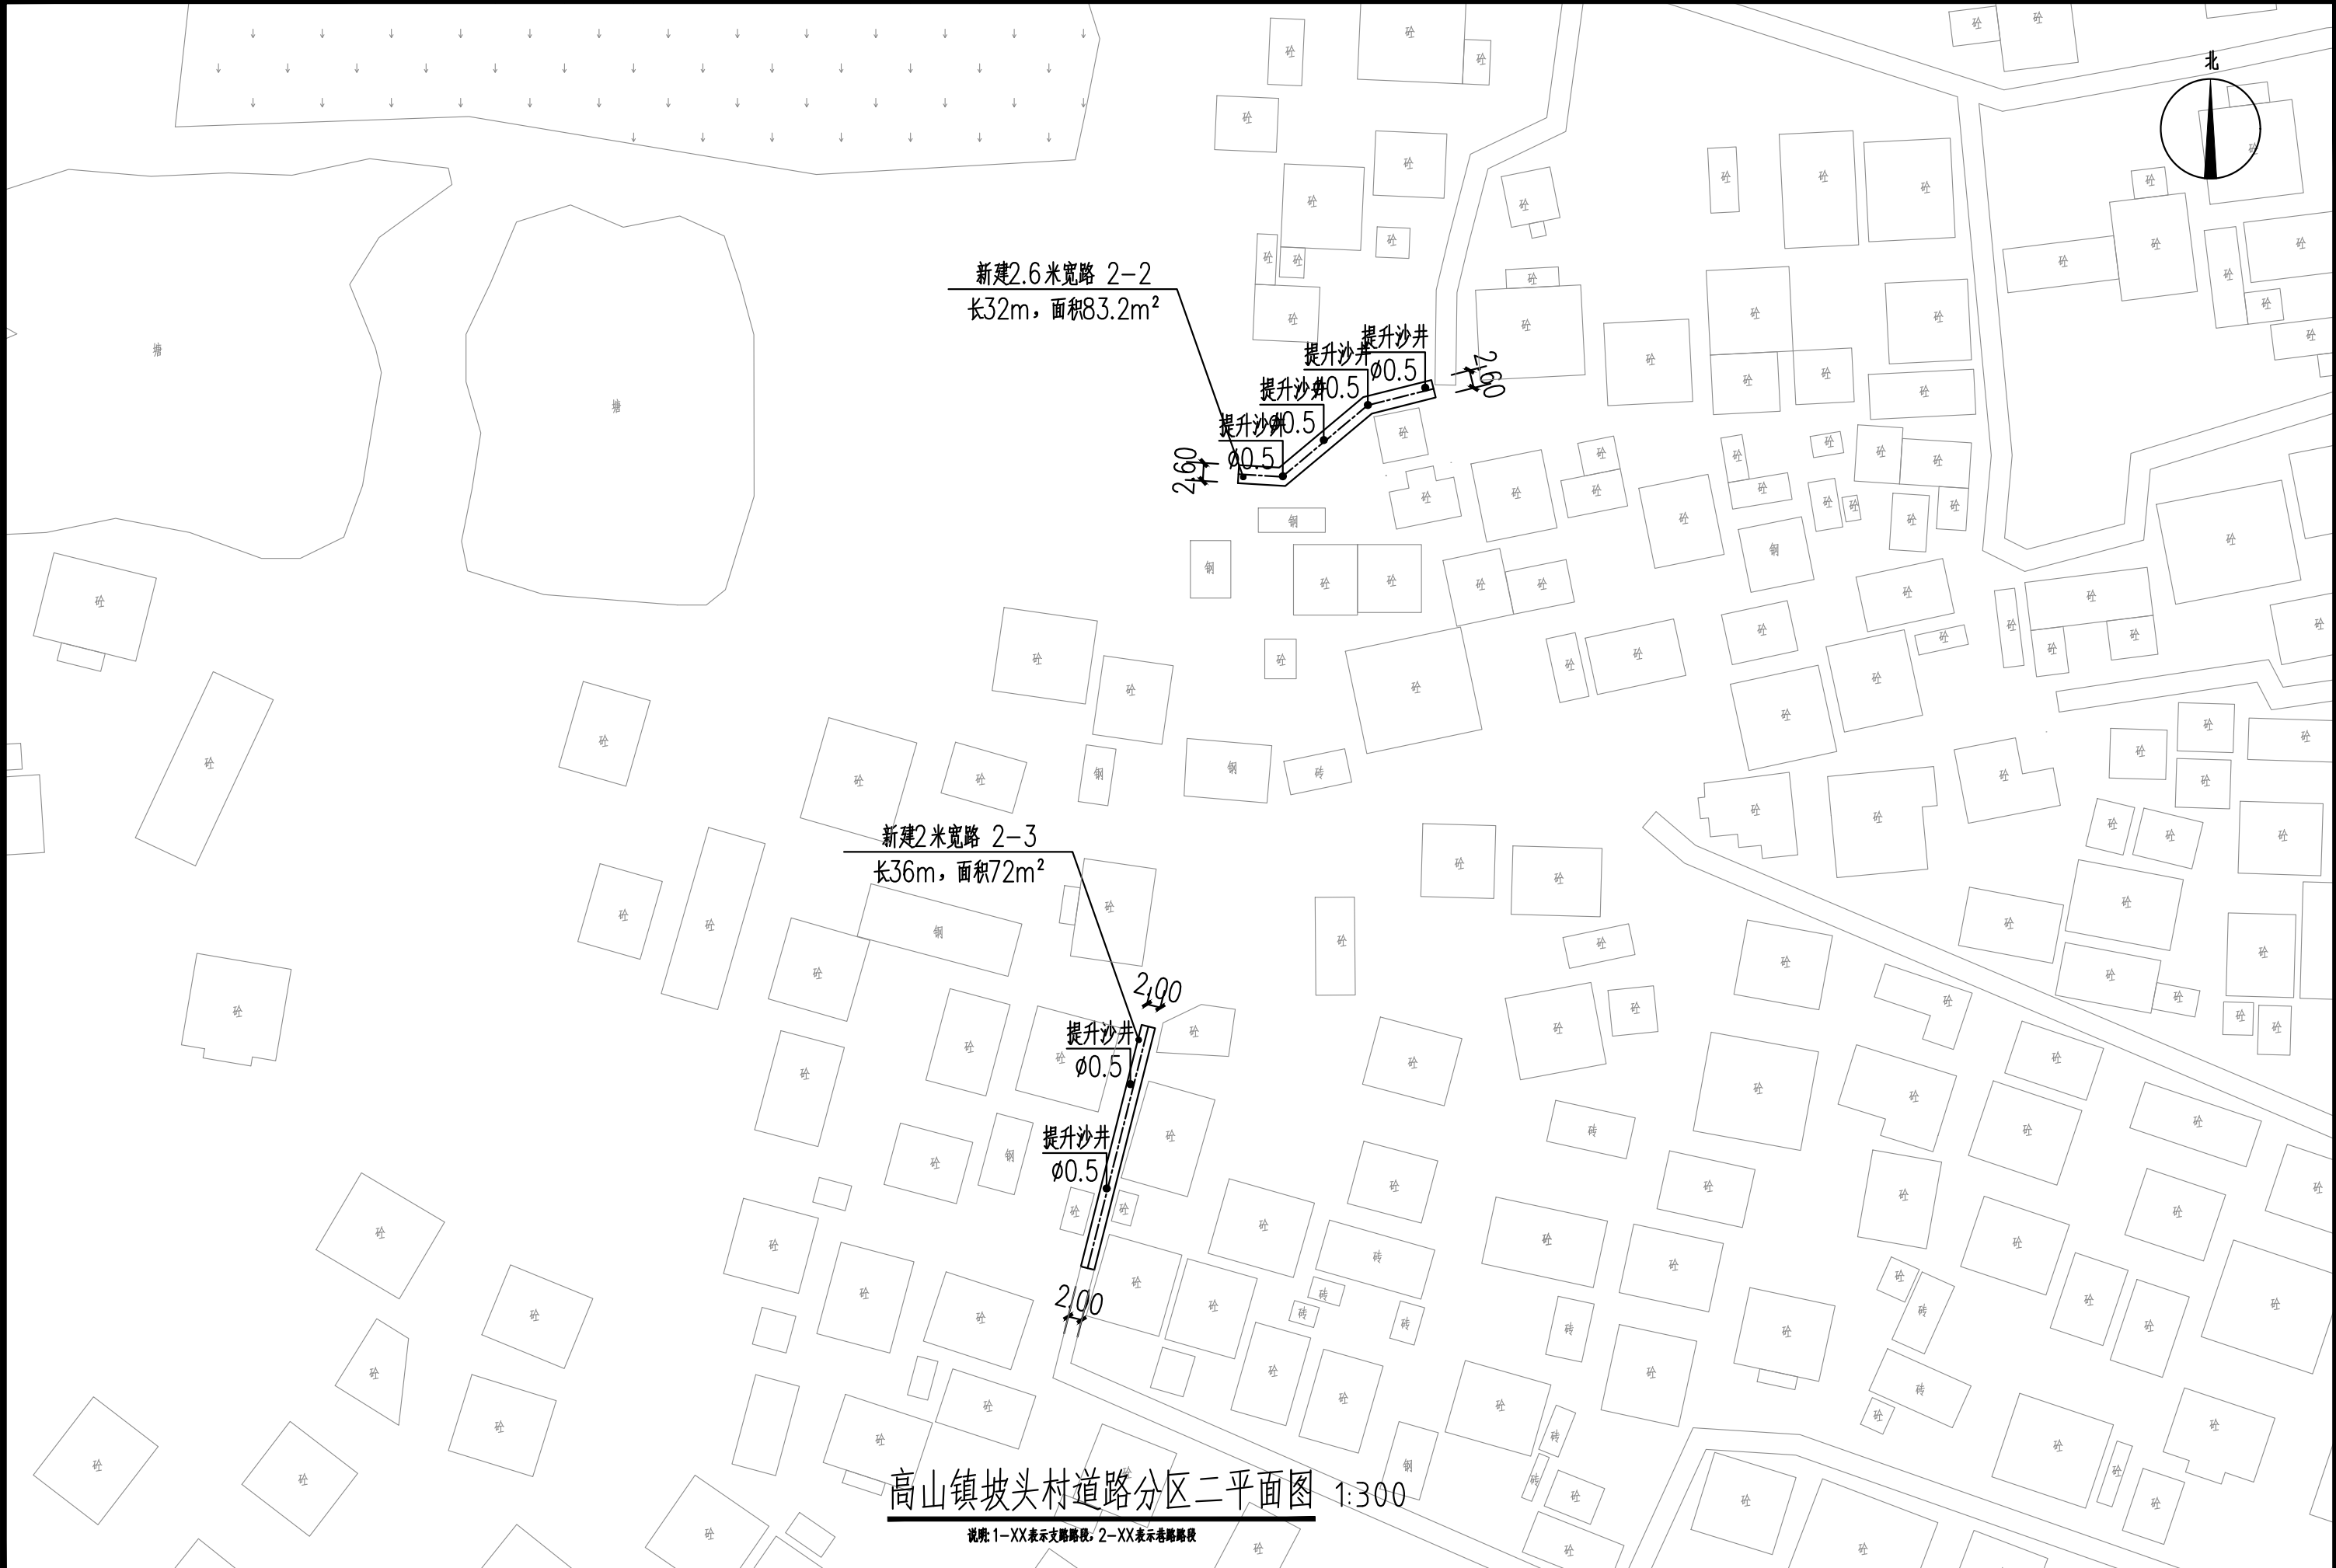 北
新建2.6米宽路 2-2
长32m，面积83.2m²
提升沙井
ø0.5
提升沙井
ø0.5
提升沙井
ø0.5
提升沙井
ø0.5
2.60
2.60
塘
塘
新建2米宽路 2-3
长36m，面积72m²
2.00
提升沙井
ø0.5
提升沙井
ø0.5
2.00
砼
钢
砖
高山镇坡头村道路分区二平面图 1:300
说明:1-XX表示支路路段，2-XX表示巷路路段